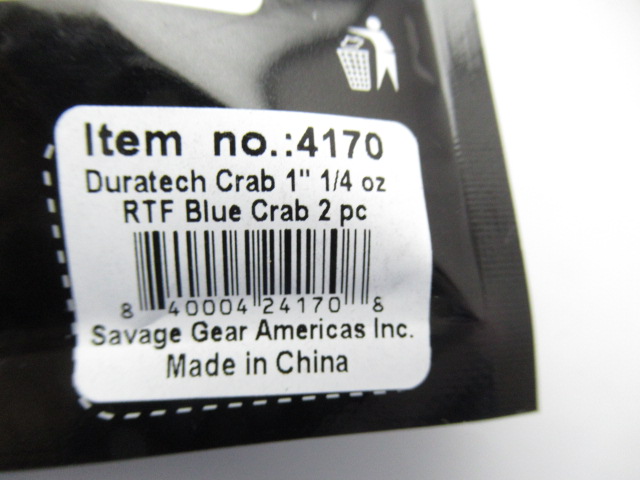 Item no.:4170
Duratech Crab 1" 1/4 oz
RTF Blue Crab 2 pc
8 40004 24170 8
Savage Gear Americas Inc.
Made in China